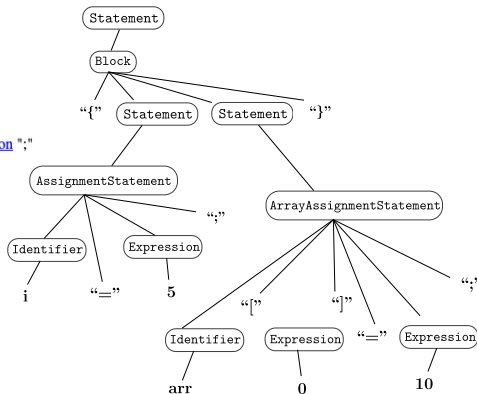 Statement
Block
“{” Statement Statement “}”
on ";"
AssignmentStatement
ArrayAssignmentStatement
“;”
Identifier Expression
“;”
i “=” 5
“[” “]”
Identifier Expression “=” Expression
arr 0 10